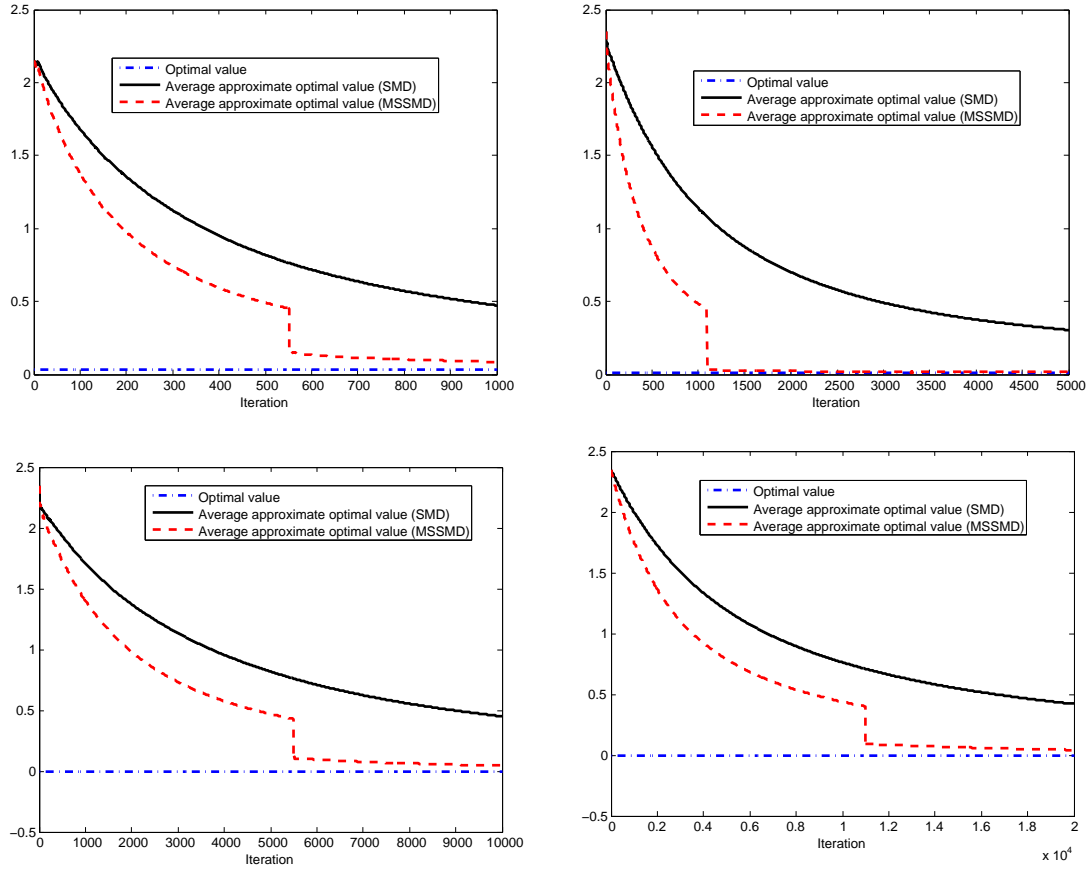 2.5
2
1.5
1
0.5
0
Optimal value
Average approximate optimal value (SMD)
Average approximate optimal value (MSSMD)
0 100 200 300 400 500 600 700 800 900 1000
Iteration
2.5
2
1.5
1
0.5
0
Optimal value
Average approximate optimal value (SMD)
Average approximate optimal value (MSSMD)
0 500 1000 1500 2000 2500 3000 3500 4000 4500 5000
Iteration
2.5
2
1.5
1
0.5
0
−0.5
Optimal value
Average approximate optimal value (SMD)
Average approximate optimal value (MSSMD)
0 1000 2000 3000 4000 5000 6000 7000 8000 9000 10000
Iteration
2.5
2
1.5
1
0.5
0
−0.5
Optimal value
Average approximate optimal value (SMD)
Average approximate optimal value (MSSMD)
0 0.2 0.4 0.6 0.8 1 1.2 1.4 1.6 1.8 2
Iteration
x 10^4